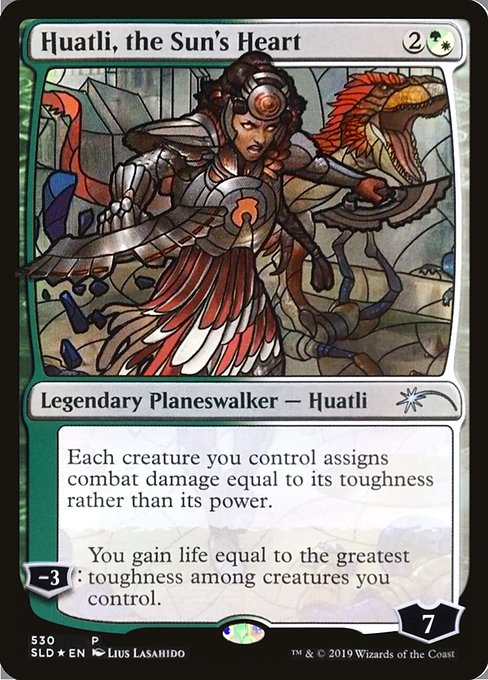 Huatli, the Sun's Heart 2
Legendary Planeswalker — Huatli
Each creature you control assigns
combat damage equal to its toughness
rather than its power.
-3 : You gain life equal to the greatest
toughness among creatures you
control.
7
530 P
SLD ★ EN Lius Lasahido
™ & © 2019 Wizards of the Coast